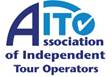 AITO
Association
of Independent
Tour Operators